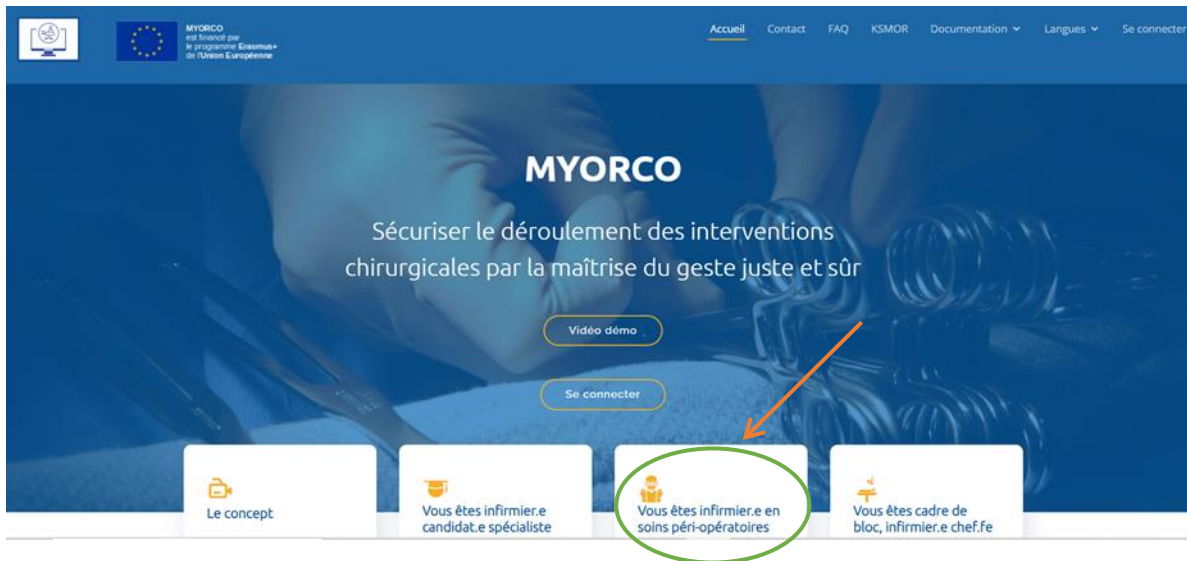 MYORCO
est financé par
le programme Erasmus+
de l'Union Européenne
Accueil Contact FAQ KSMOR Documentation Langues Se connecter
MYORCO
Sécuriser le déroulement des interventions
chirurgicales par la maîtrise du geste juste et sûr
Vidéo démo
Se connecter
Le concept
Vous êtes infirmier.e
candidat.e spécialiste
Vous êtes infirmier.e en
soins péri-opératoires
Vous êtes cadre de
bloc, infirmier.e chef.fe